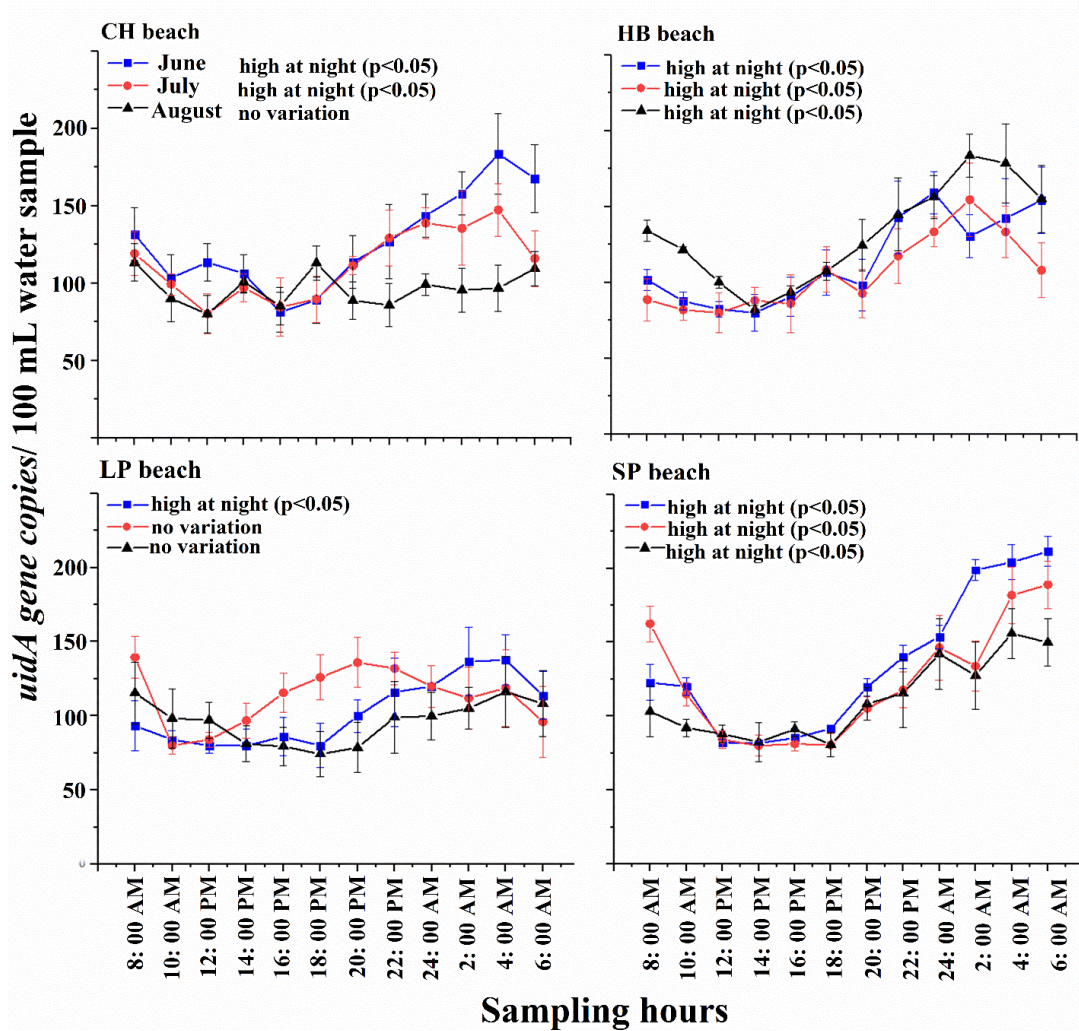 CH beach
June high at night (p<0.05)
July high at night (p<0.05)
August no variation
HB beach
high at night (p<0.05)
high at night (p<0.05)
high at night (p<0.05)
200
150
100
50
LP beach
high at night (p<0.05)
no variation
no variation
SP beach
high at night (p<0.05)
high at night (p<0.05)
high at night (p<0.05)
200
150
100
50
0
uidA gene copies/ 100 mL water sample
8: 00 AM
10: 00 AM
12: 00 PM
14: 00 PM
16: 00 PM
18: 00 PM
20: 00 PM
22: 00 PM
24: 00 AM
2: 00 AM
4: 00 AM
6: 00 AM
8: 00 AM
10: 00 AM
12: 00 PM
14: 00 PM
16: 00 PM
18: 00 PM
20: 00 PM
22: 00 PM
24: 00 AM
2: 00 AM
4: 00 AM
6: 00 AM
Sampling hours